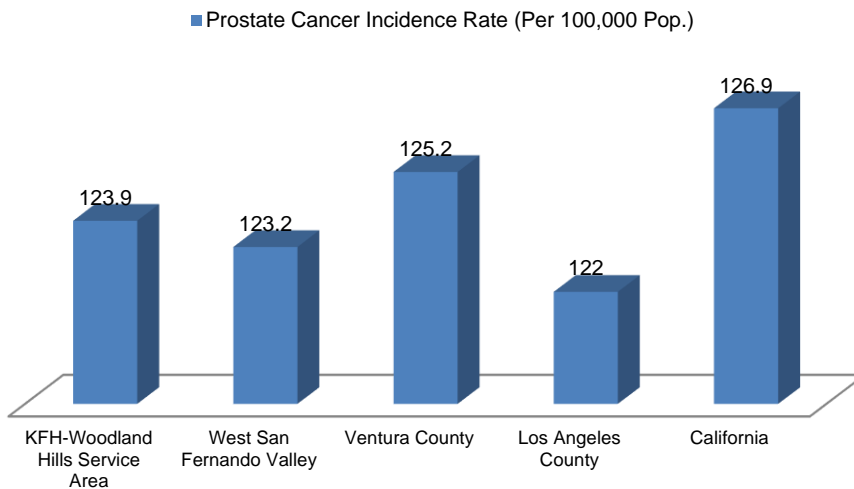 Prostate Cancer Incidence Rate (Per 100,000 Pop.)
126.9
125.2
123.9
123.2
122
KFH-Woodland
Hills Service
Area
West San
Fernando Valley
Ventura County
Los Angeles
County
California